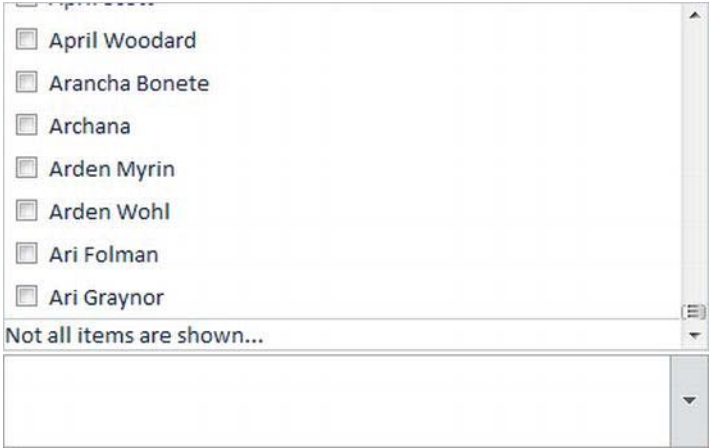 April Woodard
Arancha Bonete
Archana
Arden Myrin
Arden Wohl
Ari Folman
Ari Graynor
Not all items are shown...